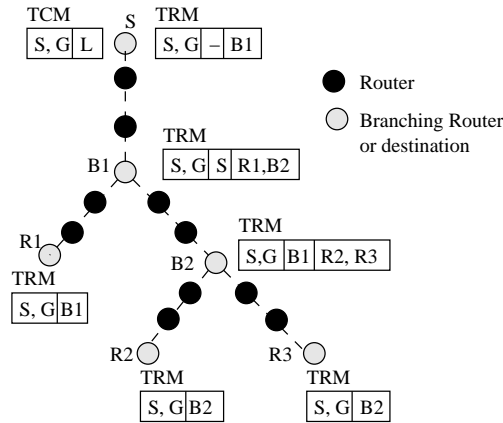 TCM S TRM
S, G L S, G – B1
Router
Branching Router
or destination
TRM
B1 S, G S R1,B2
R1 TRM
B2 S,G B1 R2, R3
TRM
S, G B1
R2 R3
TRM TRM
S, G B2 S, G B2